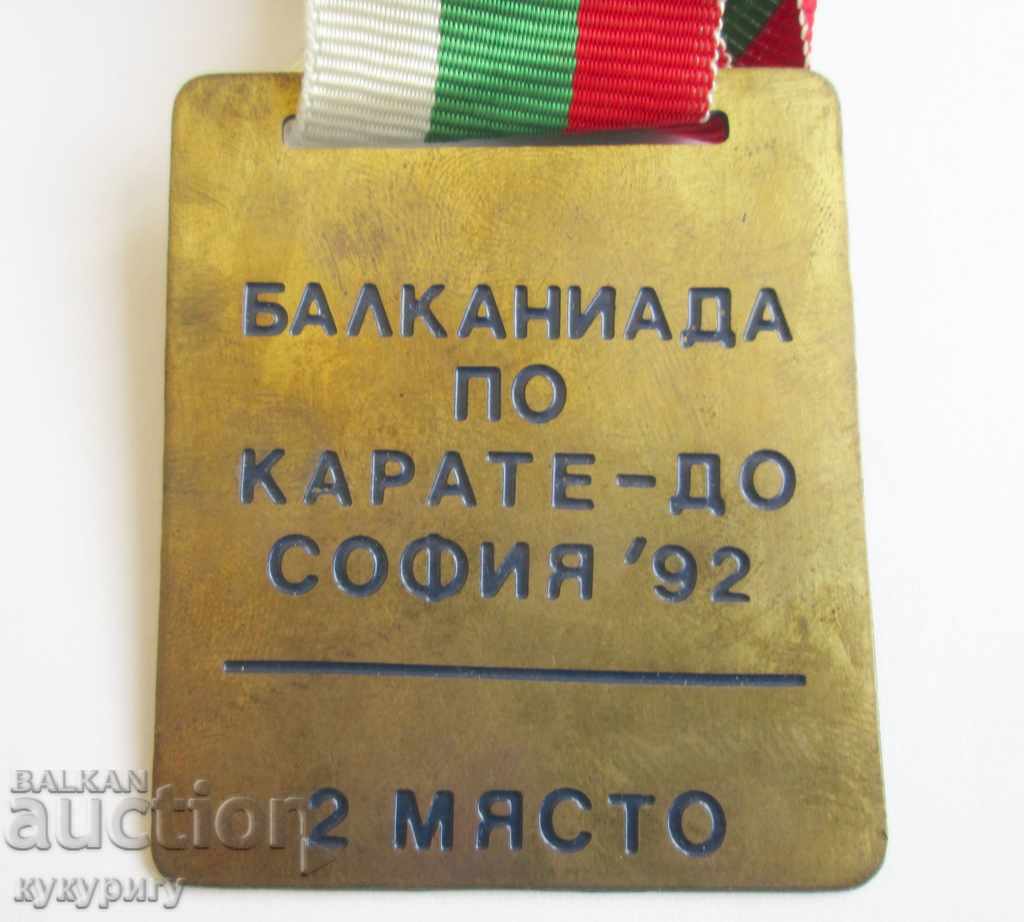 БАЛКАНИАДА
ПО
КАРАТЕ-ДО
СОФИЯ '92
2 МЯСТО
BALKAN
auction
кукуригу